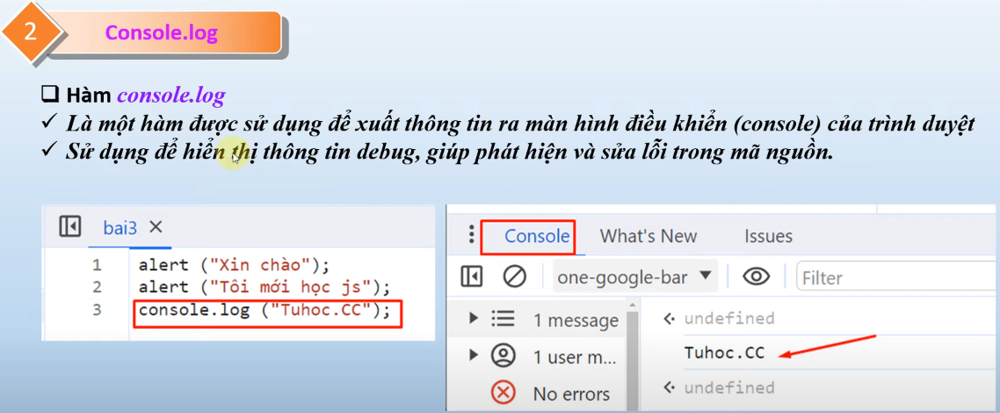 2
Console.log
Hàm console.log
Là một hàm được sử dụng để xuất thông tin ra màn hình điều khiển (console) của trình duyệt
Sử dụng để hiển thị thông tin debug, giúp phát hiện và sửa lỗi trong mã nguồn.
bai3
1 alert ("Xin chào");
2 alert ("Tôi mới học js");
3 console.log ("Tuhoc.CC");
Console What's New Issues
one-google-bar Filter
1 message
1 user m...
No errors
undefined
Tuhoc.CC
undefined